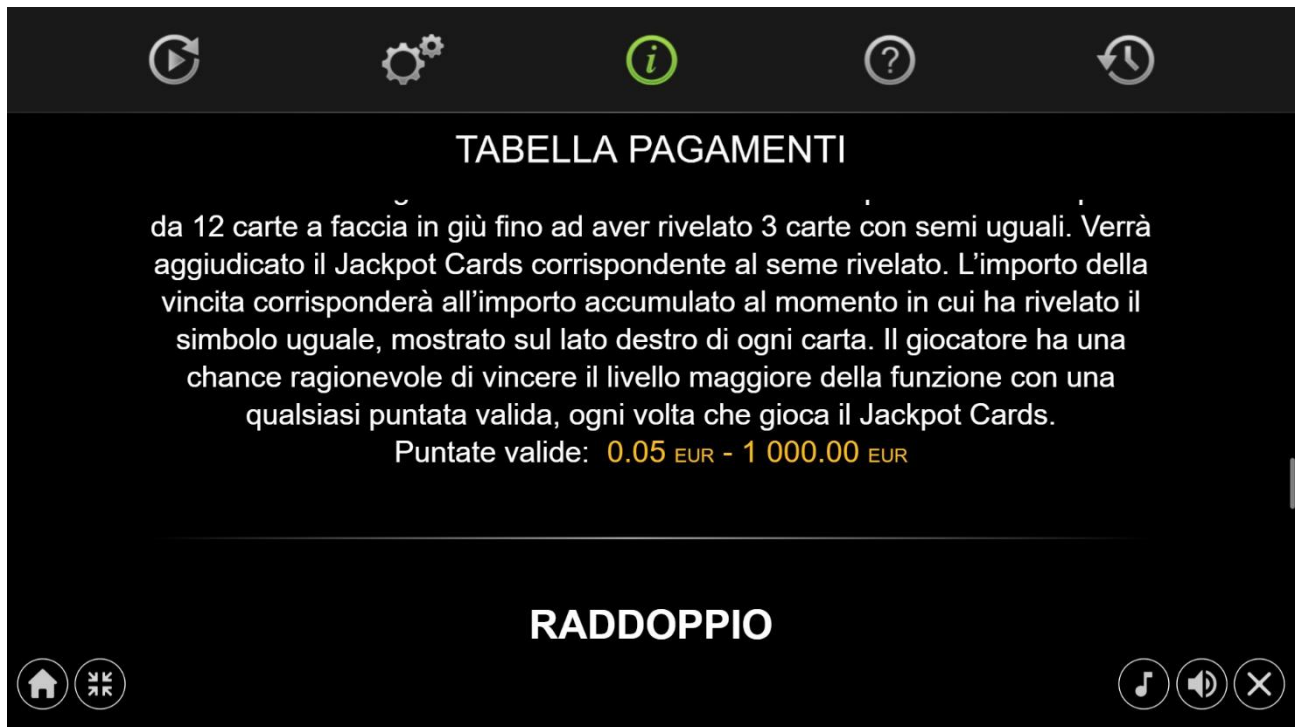 TABELLA PAGAMENTI
da 12 carte a faccia in giù fino ad aver rivelato 3 carte con semi uguali. Verrà
aggiudicato il Jackpot Cards corrispondente al seme rivelato. L'importo della
vincita corrisponderà all'importo accumulato al momento in cui ha rivelato il
simbolo uguale, mostrato sul lato destro di ogni carta. Il giocatore ha una
chance ragionevole di vincere il livello maggiore della funzione con una
qualsiasi puntata valida, ogni volta che gioca il Jackpot Cards.
Puntate valide: 0.05 EUR - 1 000.00 EUR
RADDOPPIO